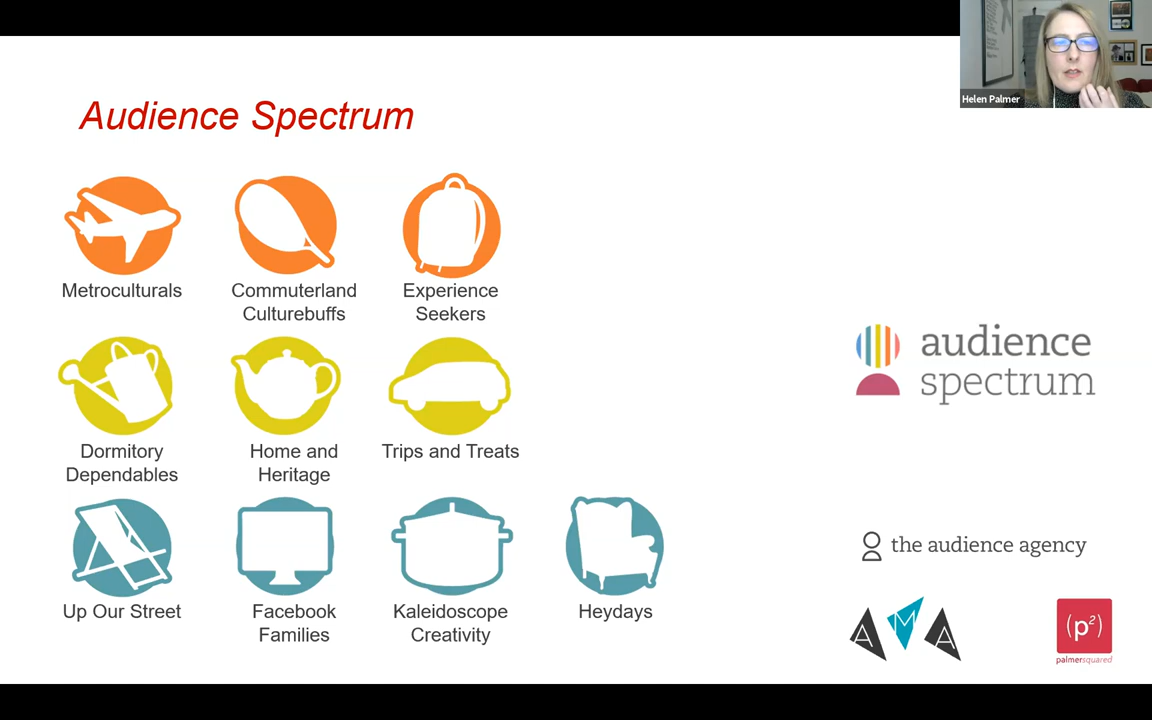 Helen Palmer
Audience Spectrum
Metroculturals
Commuterland
Culturebuffs
Experience
Seekers
Dormitory
Dependables
Home and
Heritage
Trips and Treats
Up Our Street
Facebook
Families
Kaleidoscope
Creativity
Heydays
audience
spectrum
the audience agency
AMA
(p²)
palmersquared